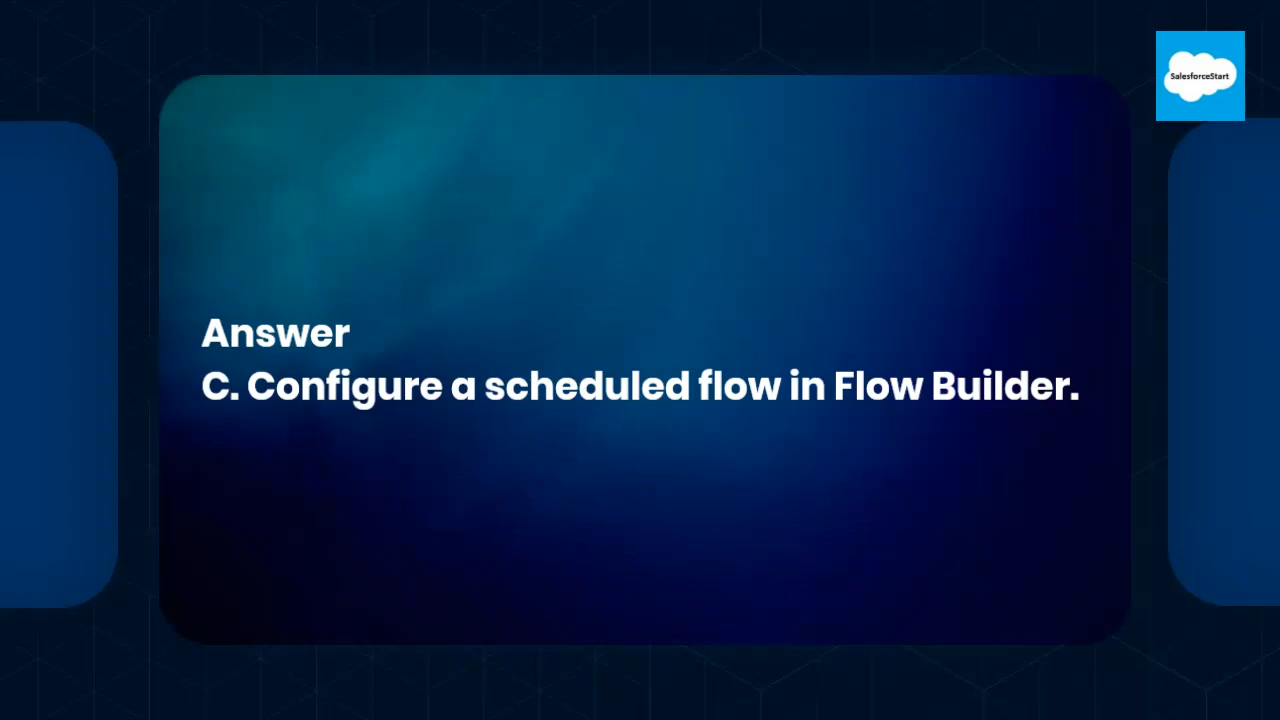 SalesforceStart
Answer
C. Configure a scheduled flow in Flow Builder.